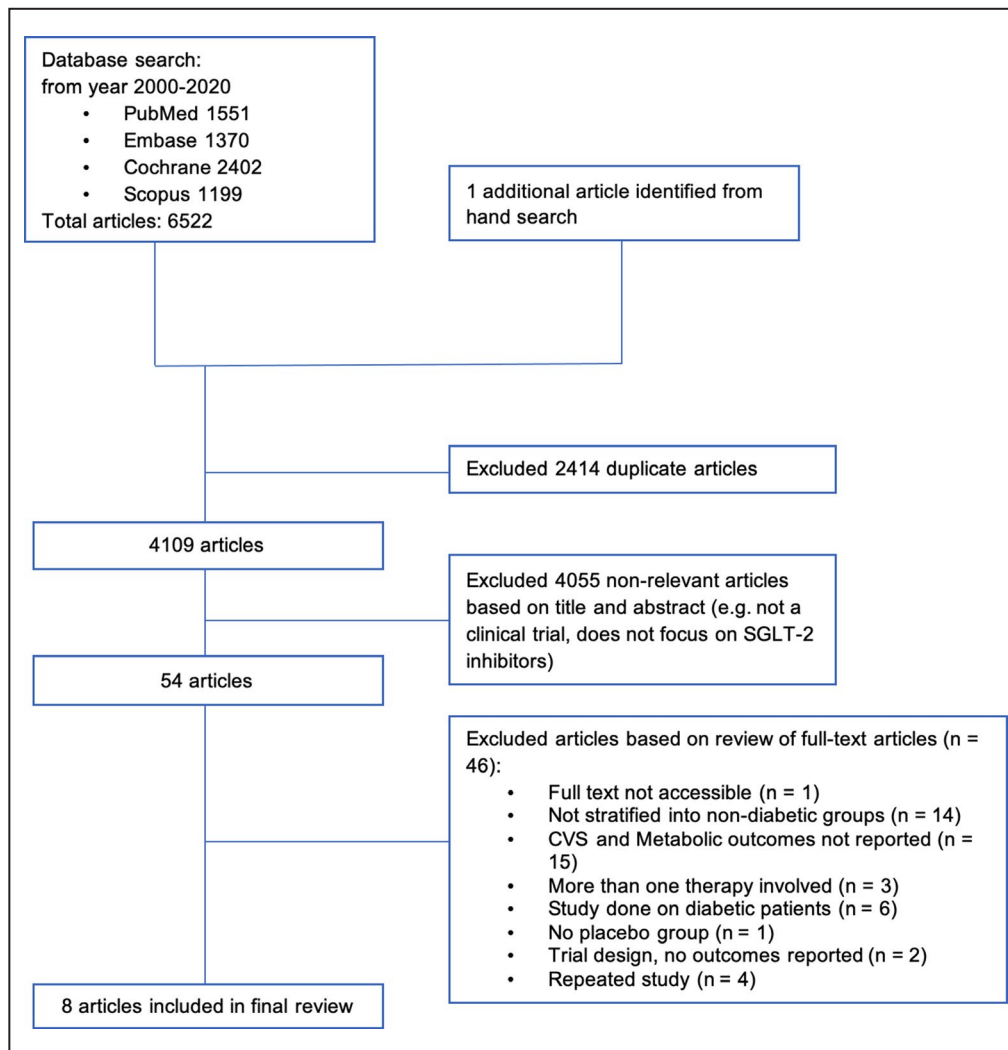 Database search:
from year 2000-2020
• PubMed 1551
• Embase 1370
• Cochrane 2402
• Scopus 1199
Total articles: 6522
1 additional article identified from
hand search
Excluded 2414 duplicate articles
4109 articles
Excluded 4055 non-relevant articles
based on title and abstract (e.g. not a
clinical trial, does not focus on SGLT-2
inhibitors)
54 articles
Excluded articles based on review of full-text articles (n =
46):
• Full text not accessible (n = 1)
• Not stratified into non-diabetic groups (n = 14)
• CVS and Metabolic outcomes not reported (n =
15)
• More than one therapy involved (n = 3)
• Study done on diabetic patients (n = 6)
• No placebo group (n = 1)
• Trial design, no outcomes reported (n = 2)
• Repeated study (n = 4)
8 articles included in final review